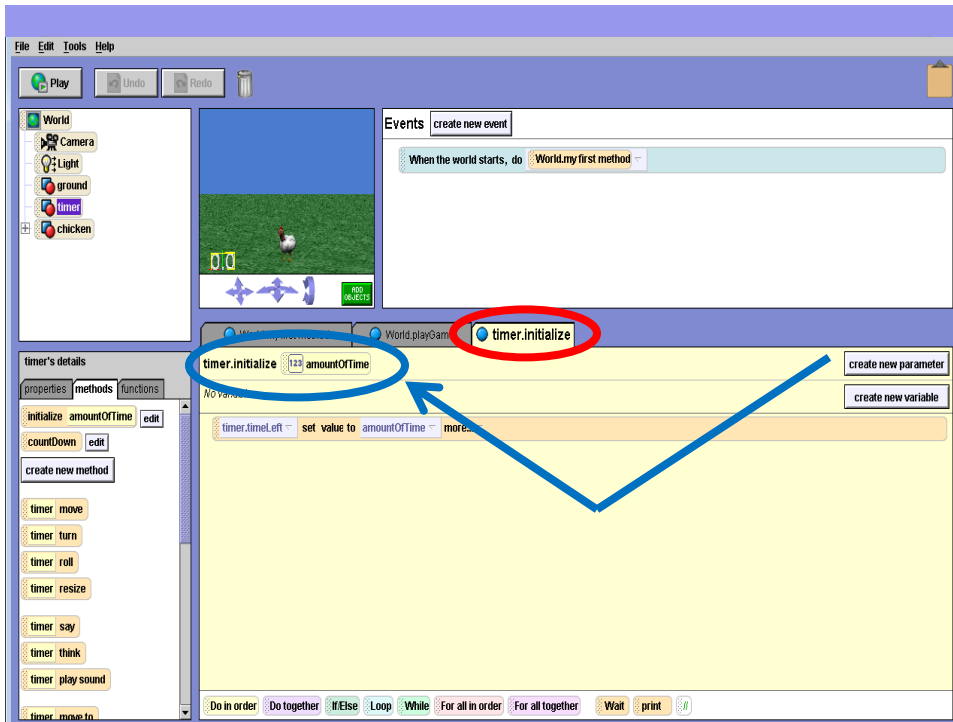 File Edit Tools Help
Play Undo Redo
World
Camera
Light
ground
timer
chicken
0.0
ADD
OBJECTS
Events create new event
When the world starts, do World.my first method
timer's details
properties methods functions
initialize amountOfTime edit
countDown edit
create new method
timer move
timer turn
timer roll
timer resize
timer say
timer think
timer play sound
timer move to
World.playGam timer.initialize
timer.initialize 123 amountOfTime
create new parameter
No
create new variable
timer.timeLeft set value to amountOfTime more...
Do in order Do together If/Else Loop While For all in order For all together Wait print //